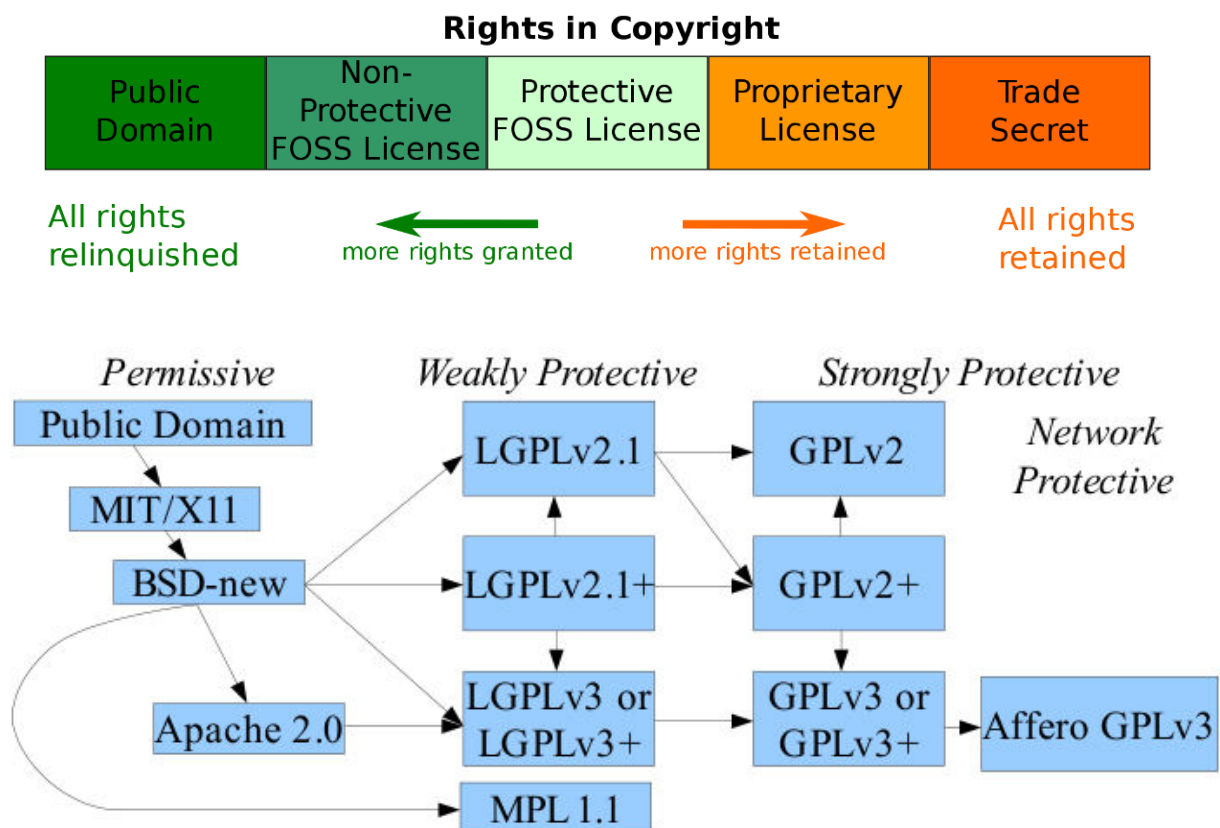 Rights in Copyright
Public
Domain
Non-
Protective
FOSS License
Protective
FOSS License
Proprietary
License
Trade
Secret
All rights
relinquished
more rights granted
more rights retained
All rights
retained
Permissive
Weakly Protective
Strongly Protective
Network
Protective
Public Domain
MIT/X11
BSD-new
Apache 2.0
LGPLv2.1
LGPLv2.1+
LGPLv3 or
LGPLv3+
MPL 1.1
GPLv2
GPLv2+
GPLv3 or
GPLv3+
Affero GPLv3